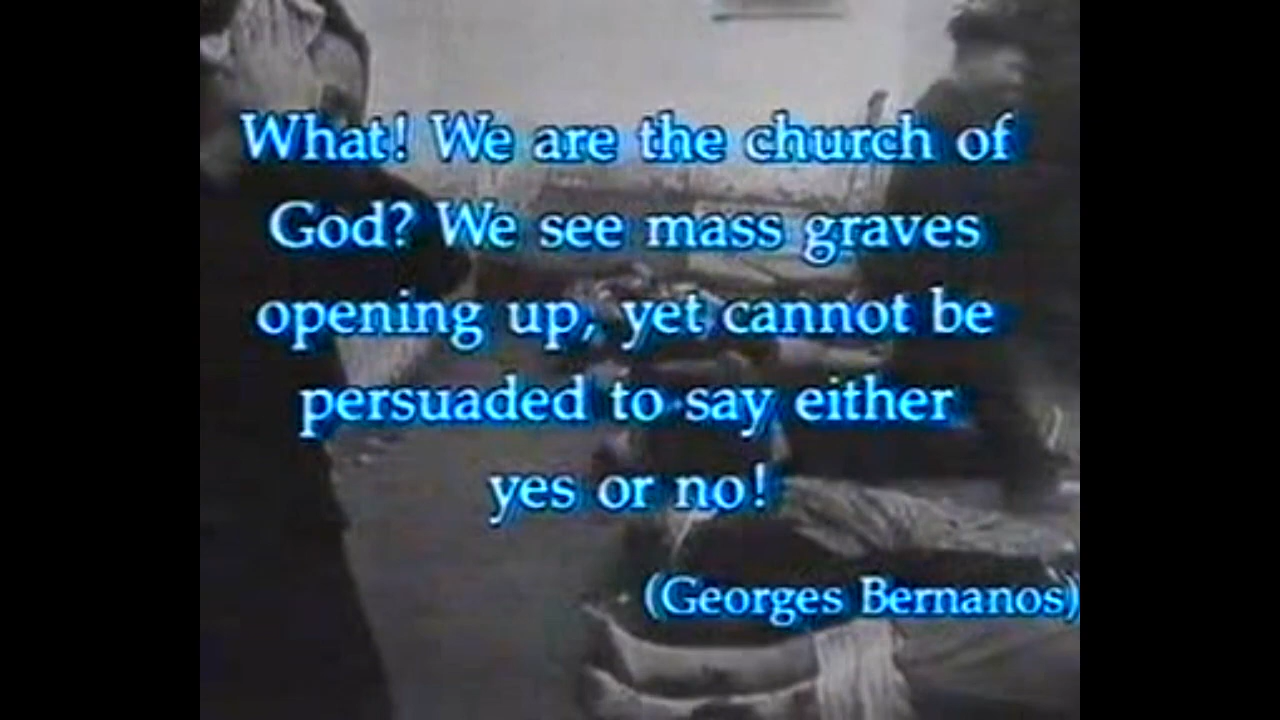 What! We are the church of
God? We see mass graves
opening up, yet cannot be
persuaded to say either
yes or no!
(Georges Bernanos)